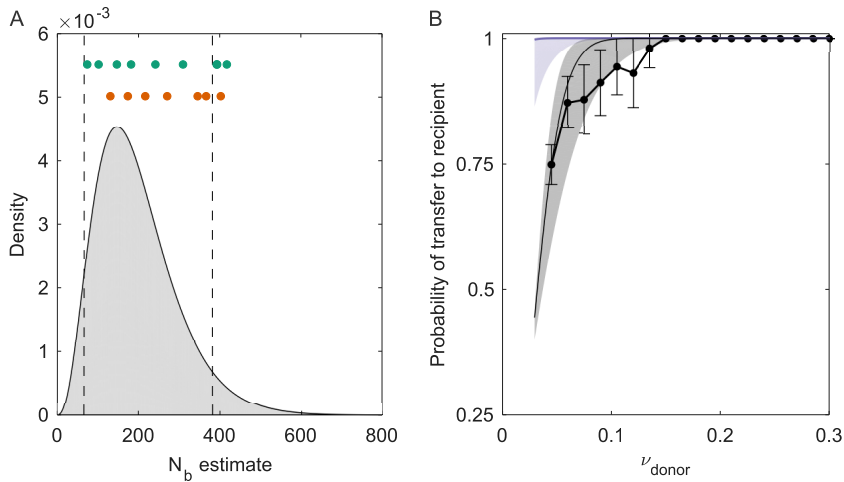 A
×10⁻³
6
5
4
3
2
1
0
Density
0 200 400 600 800
N_b estimate
B
1
0.75
0.5
0.25
Probability of transfer to recipient
0 0.1 0.2 0.3
ν_donor